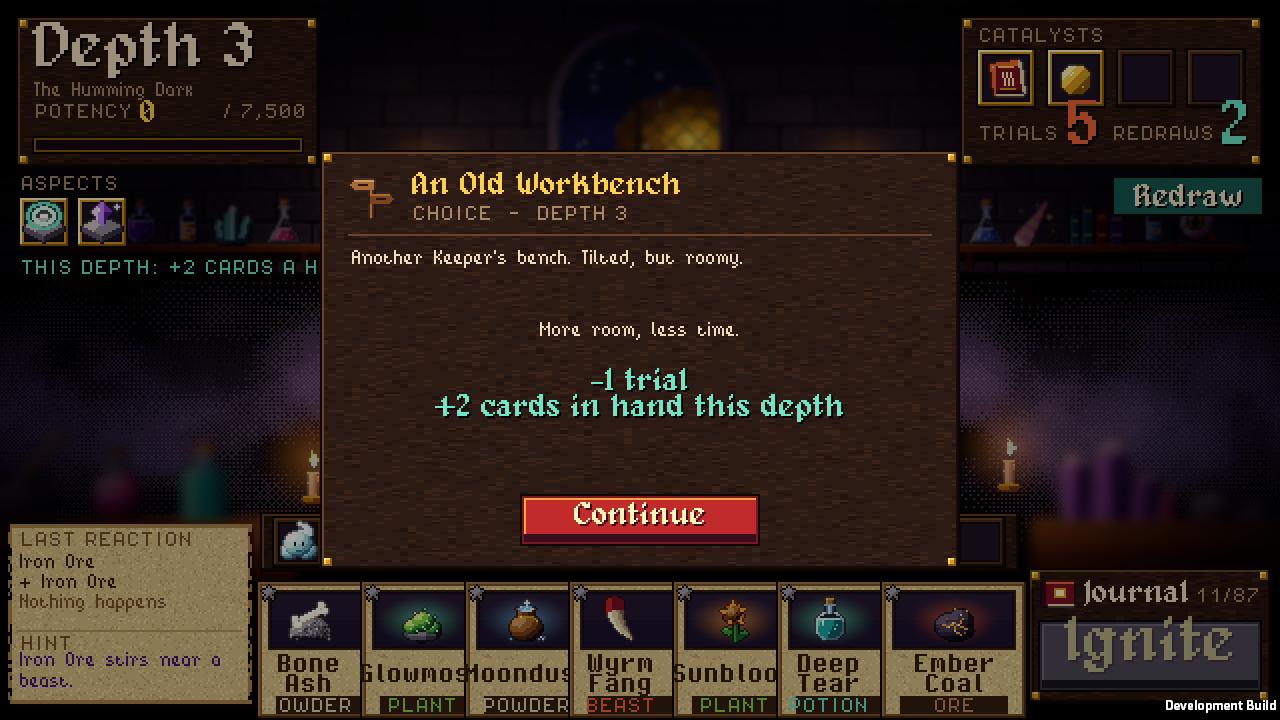 Depth 3
The Humming Dark
POTENCY 0 / 7,500
ASPECTS
THIS DEPTH: +2 CARDS A H
CATALYSTS
TRIALS 5 REDRAWS 2
Redraw
An Old Workbench
CHOICE - DEPTH 3
Another Keeper's bench. Tilted, but roomy.
More room, less time.
-1 trial
+2 cards in hand this depth
Continue
LAST REACTION
Iron Ore
+ Iron Ore
Nothing happens
HINT
Iron Ore stirs near a
beast.
Bone
Ash
OWDER
Glowmos
PLANT
Moondus
POWDER
Wyrm
Fang
BEAST
Sunbloo
PLANT
Deep
Tear
POTION
Ember
Coal
ORE
Journal 11/87
Ignite
Development Build